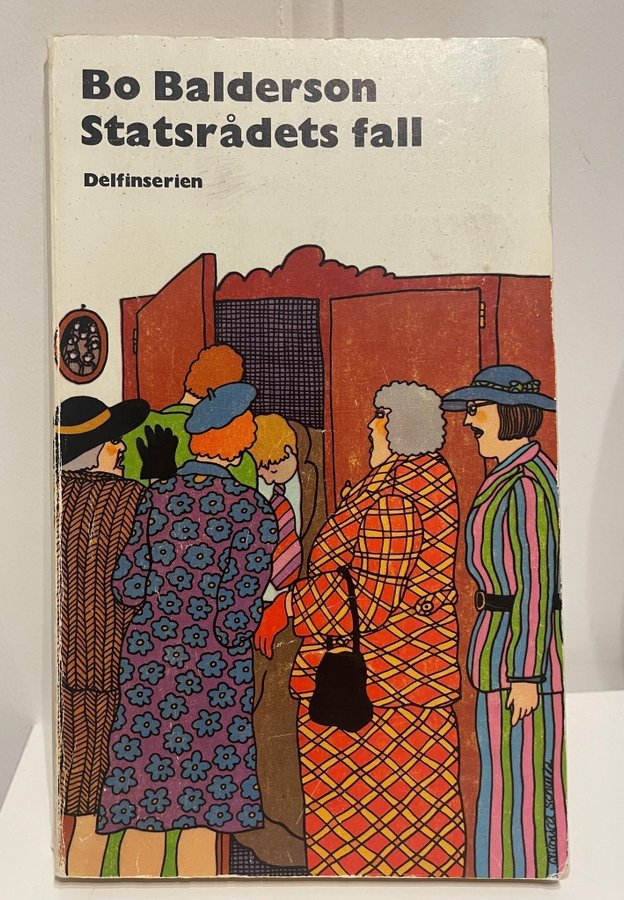 Bo Balderson
Statsrådets fall
Delfinserien